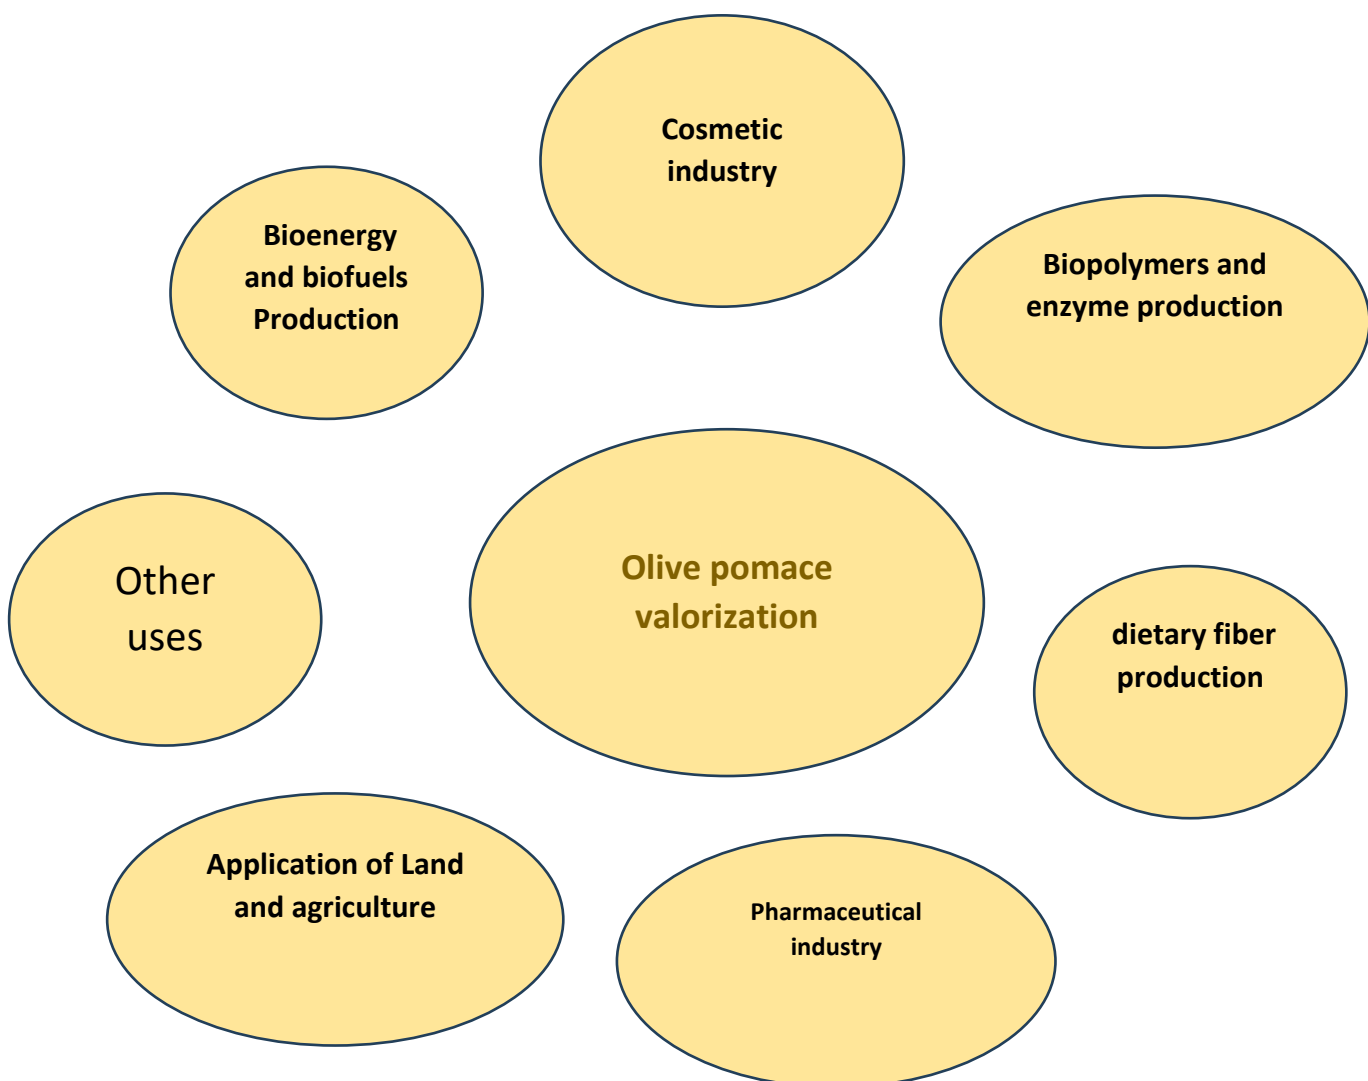 Cosmetic
industry
Bioenergy
and biofuels
Production
Biopolymers and
enzyme production
Other
uses
Olive pomace
valorization
dietary fiber
production
Application of Land
and agriculture
Pharmaceutical
industry